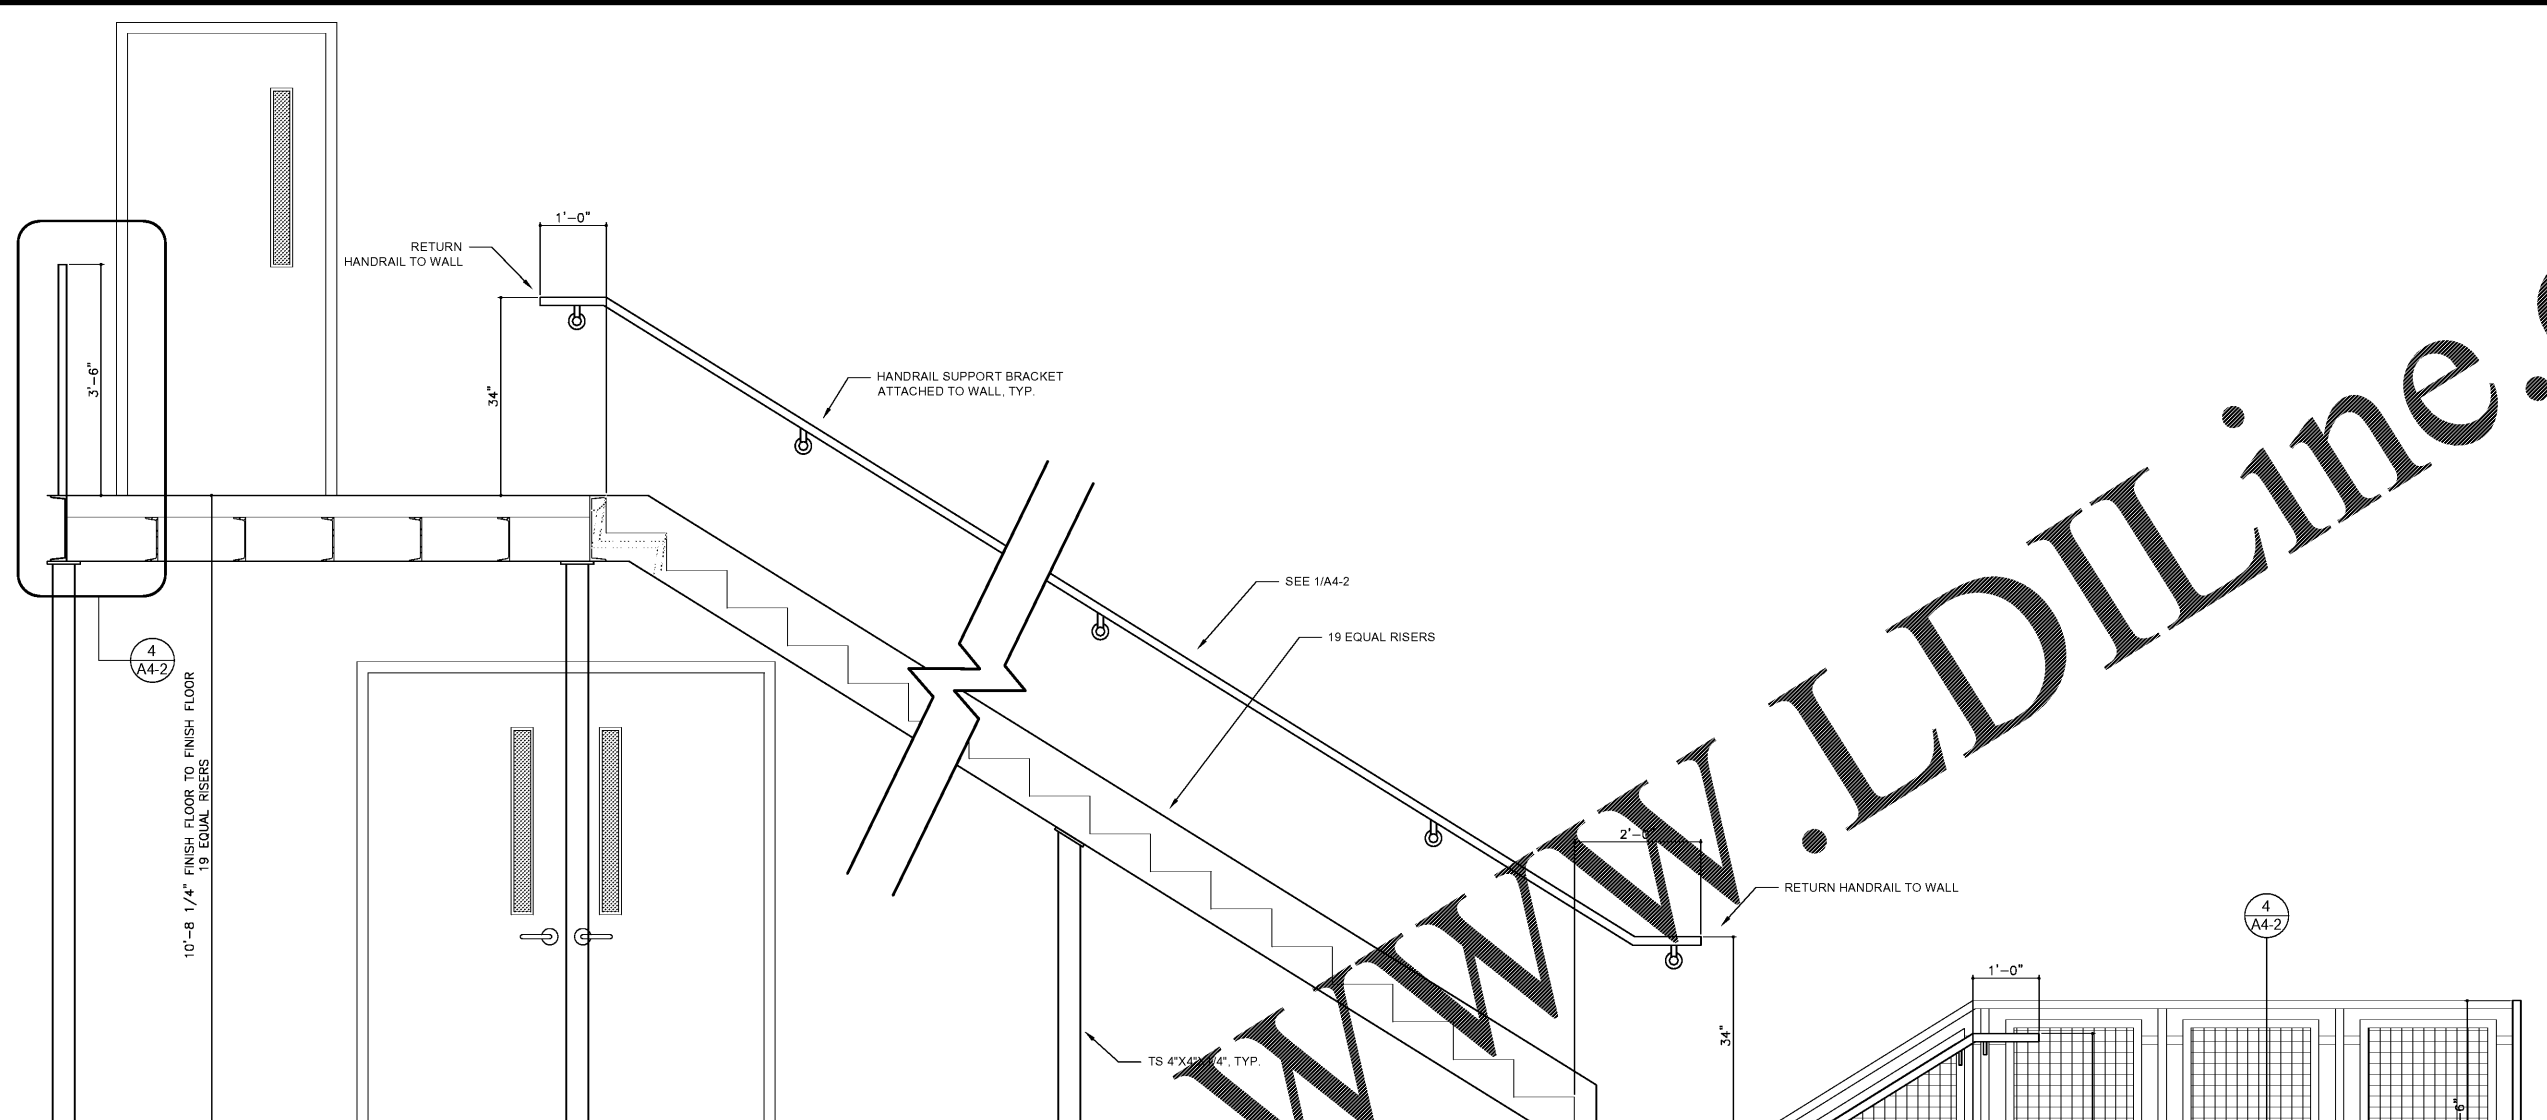 1'-0"
RETURN
HANDRAIL TO WALL
3'-6"
34"
HANDRAIL SUPPORT BRACKET
ATTACHED TO WALL, TYP.
SEE 1/A4-2
19 EQUAL RISERS
4
A4-2
10'-8 1/4" FINISH FLOOR TO FINISH FLOOR
19 EQUAL RISERS
2'-0"
RETURN HANDRAIL TO WALL
34"
TS 4"X4"X1/4", TYP.
4
A4-2
1'-0"
www.LDILine.